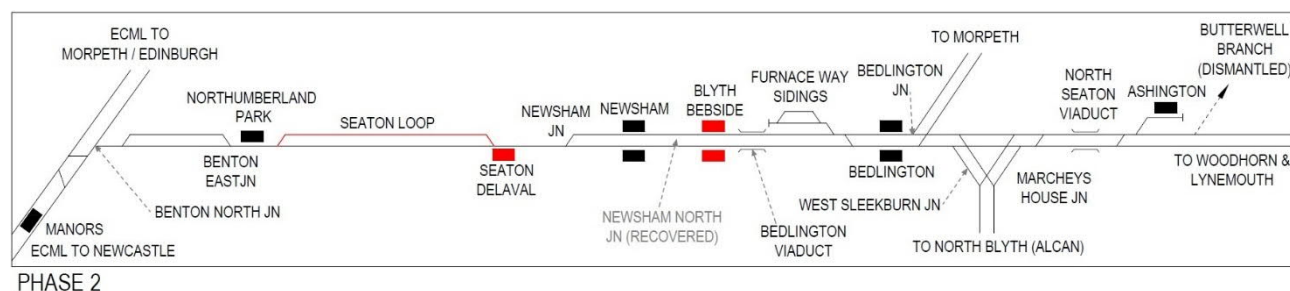 ECML TO
MORPETH / EDINBURGH
NORTHUMBERLAND
PARK
SEATON LOOP
BENTON
EASTJN
BENTON NORTH JN
MANORS
ECML TO NEWCASTLE
SEATON
DELAVAL
NEWSHAM
JN
NEWSHAM
BLYTH
BEBSIDE
NEWSHAM NORTH
JN (RECOVERED)
FURNACE WAY
SIDINGS
BEDLINGTON
VIADUCT
TO MORPETH
BEDLINGTON
JN
BEDLINGTON
WEST SLEEKBURN JN
TO NORTH BLYTH (ALCAN)
NORTH
SEATON
VIADUCT
MARCHEYS
HOUSE JN
ASHINGTON
BUTTERWELL
BRANCH
(DISMANTLED)
TO WOODHORN &
LYNEMOUTH
PHASE 2